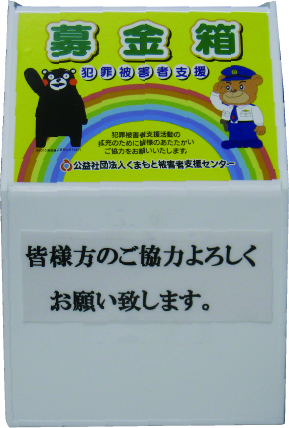 募金箱
犯罪被害者支援
犯罪被害者支援活動の
拡充のために皆様のあたたかい
ご協力をお願いいたします。
公益社団法人くまもと被害者支援センター
皆様方のご協力よろしく
お願い致します。